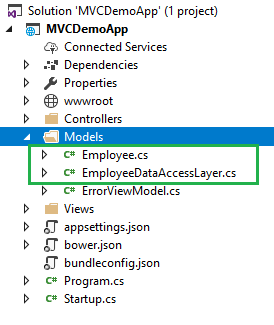 Solution 'MVCDemoApp' (1 project)
MVCDemoApp
Connected Services
Dependencies
Properties
wwwroot
Controllers
Models
C# Employee.cs
C# EmployeeDataAccessLayer.cs
C# ErrorViewModel.cs
Views
appsettings.json
bower.json
bundleconfig.json
C# Program.cs
C# Startup.cs